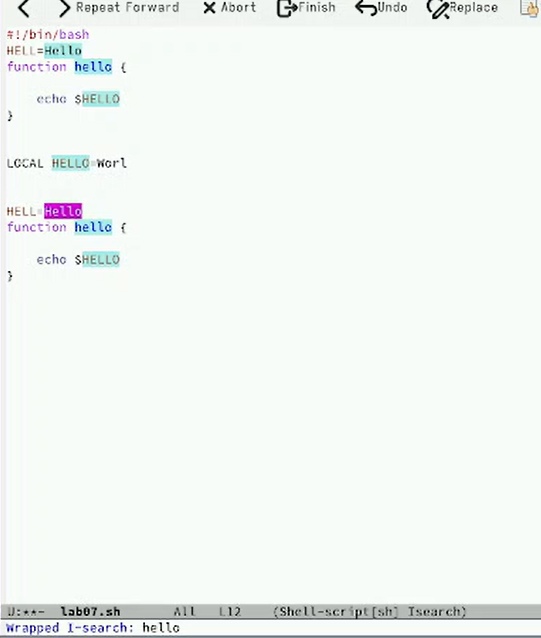 Repeat Forward Abort Finish Undo Replace
#!/bin/bash
HELL=Hello
function hello {
echo $HELLO
}
LOCAL HELLO=Worl
HELL=Hello
function hello {
echo $HELLO
}
U:**- lab07.sh All L12 (Shell-script[sh] Isearch)
Wrapped I-search: hello